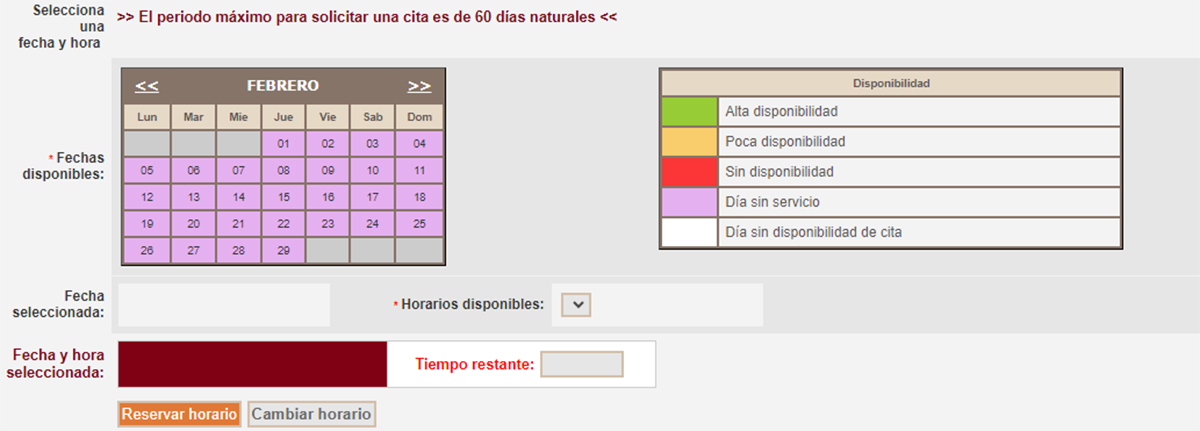 Selecciona
una
fecha y hora
>> El periodo máximo para solicitar una cita es de 60 días naturales <<
* Fechas
disponibles:
<< FEBRERO >>
Lun Mar Mie Jue Vie Sab Dom
01 02 03 04
05 06 07 08 09 10 11
12 13 14 15 16 17 18
19 20 21 22 23 24 25
26 27 28 29
Disponibilidad
Alta disponibilidad
Poca disponibilidad
Sin disponibilidad
Día sin servicio
Día sin disponibilidad de cita
Fecha
seleccionada:
* Horarios disponibles:
Fecha y hora
seleccionada:
Tiempo restante:
Reservar horario Cambiar horario